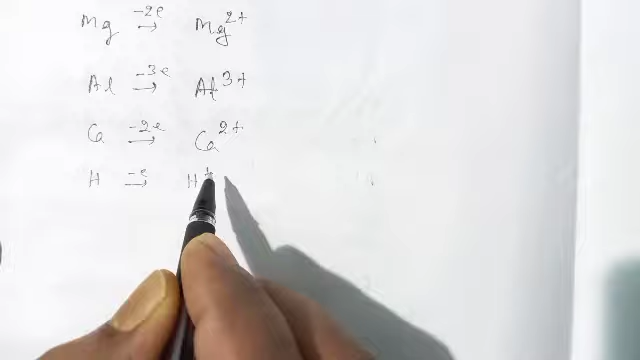 Mg -2e → Mg2+
Al -3e → Al3+
Ca -2e → Ca2+
H -e → H+